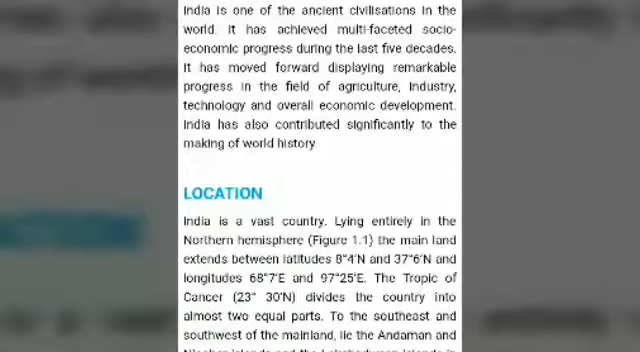 India is one of the ancient civilisations in the
world. It has achieved multi-faceted socio-
economic progress during the last five decades.
It has moved forward displaying remarkable
progress in the field of agriculture, industry,
technology and overall economic development.
India has also contributed significantly to the
making of world history
LOCATION
India is a vast country. Lying entirely in the
Northern hemisphere (Figure 1.1) the main land
extends between latitudes 8°4'N and 37°6'N and
longitudes 68°7'E and 97°25'E. The Tropic of
Cancer (23° 30'N) divides the country into
almost two equal parts. To the southeast and
southwest of the mainland, lie the Andaman and